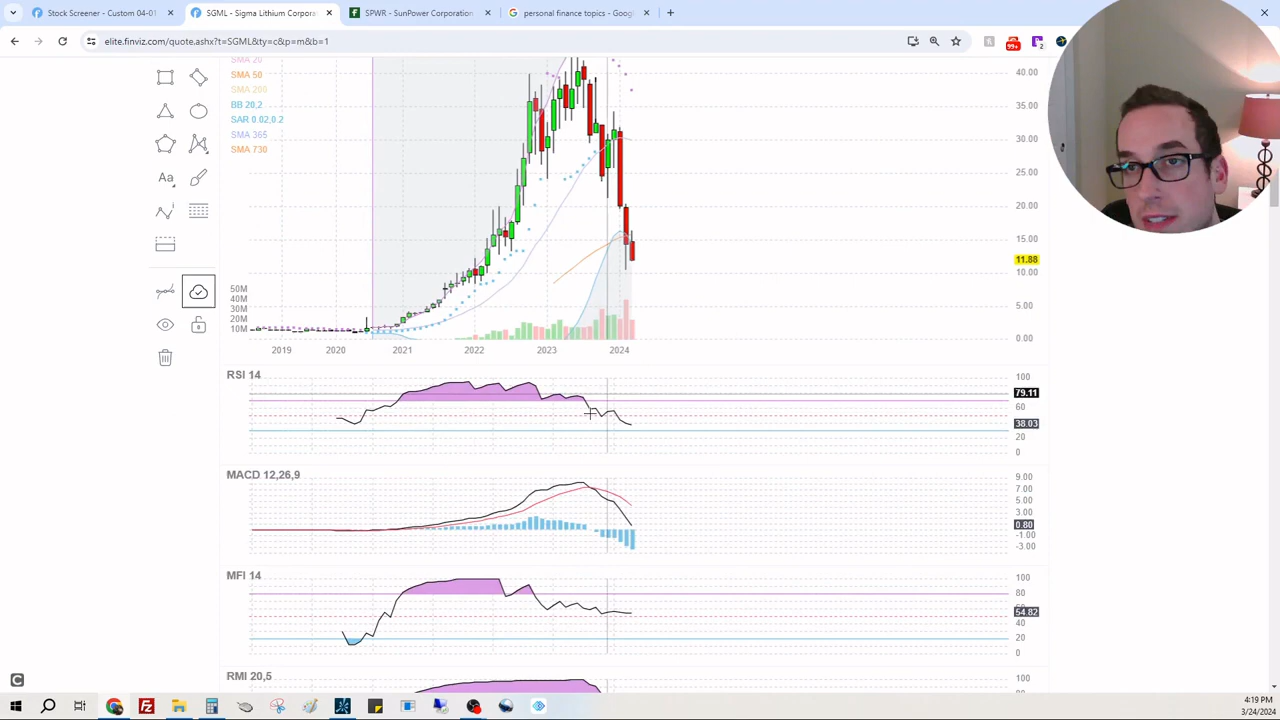 Stock Screener - Custom 04-01
SGML - Sigma Lithium Corpora
SPWR - SunPower Corporation
personal finance topics - Goog
elite.finviz.com/quote.ashx?t=SGML&ty=c&p=m&b=1
99+
2
SMA 20
SMA 50
SMA 200
BB 20,2
SAR 0.02,0.2
SMA 365
SMA 730
Aa
40.00
35.00
30.00
25.00
20.00
15.00
11.88
10.00
5.00
0.00
50M
40M
30M
20M
10M
2019 2020 2021 2022 2023 2024
RSI 14
100
79.11
60
38.03
20
0
MACD 12,26,9
9.00
7.00
5.00
3.00
0.80
-1.00
-3.00
MFI 14
100
80
54.82
40
20
0
RMI 20,5
100
C
4:19 PM
3/24/2024